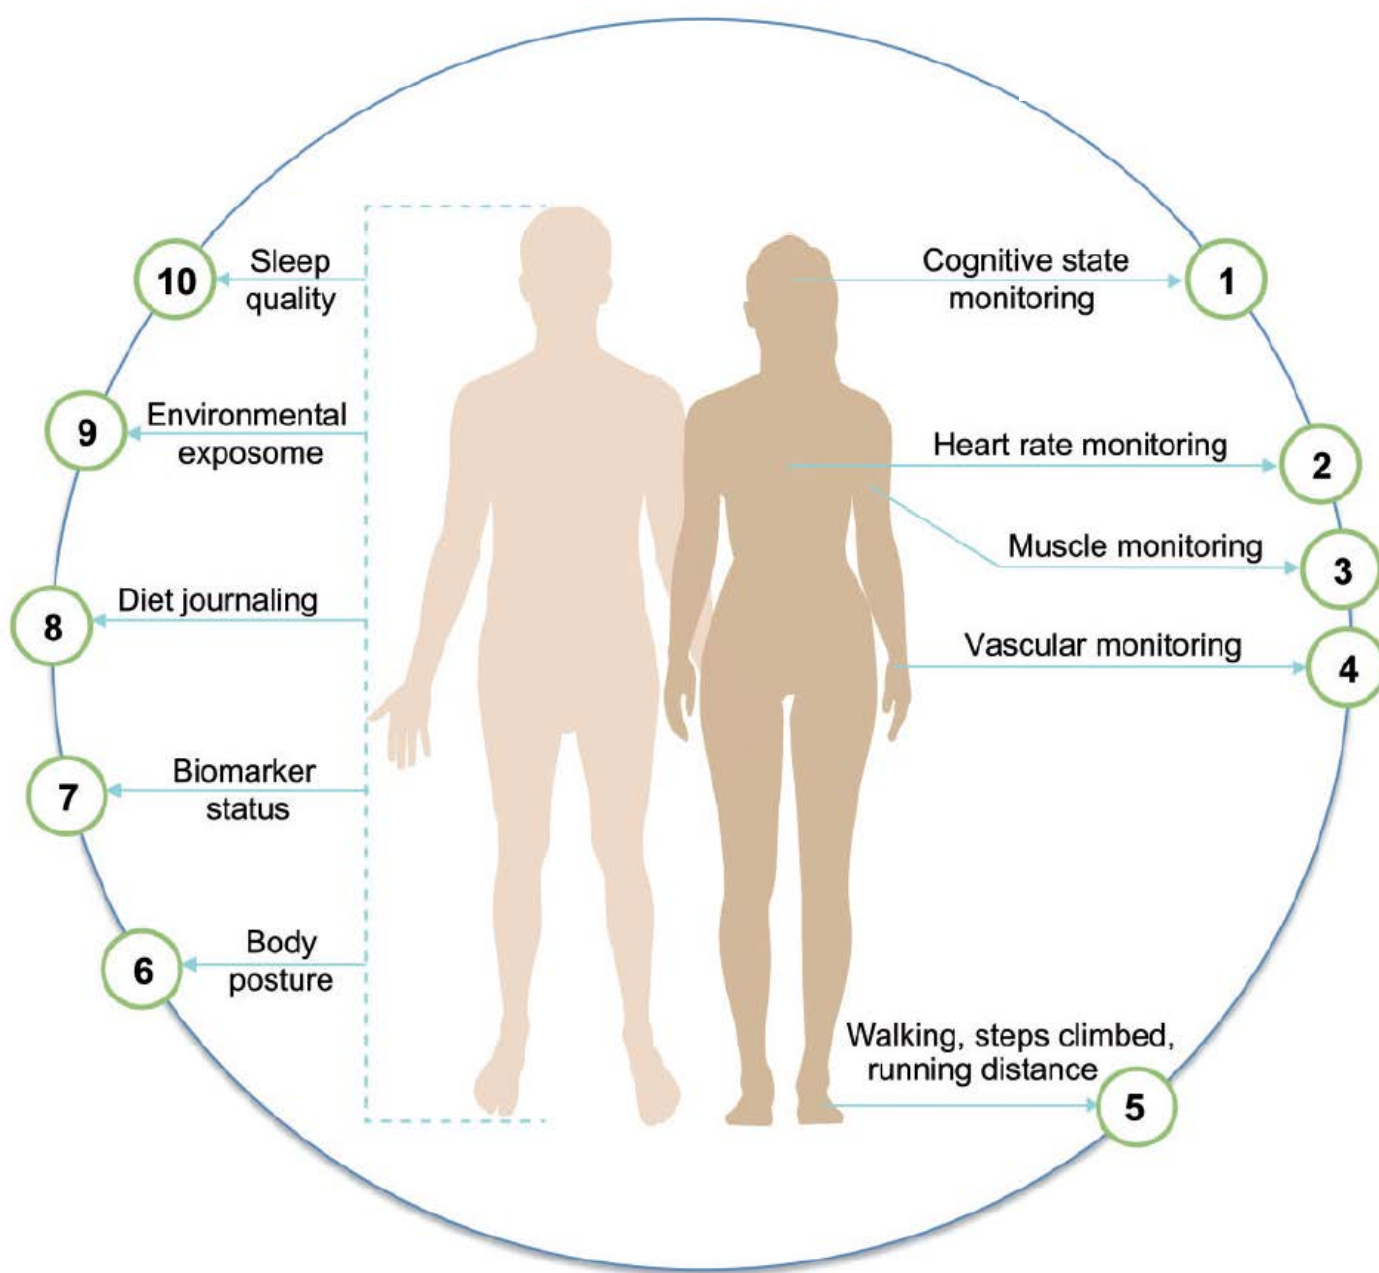 Cognitive state
monitoring
1
Heart rate monitoring
2
Muscle monitoring
3
Vascular monitoring
4
Walking, steps climbed,
running distance
5
Body
posture
6
Biomarker
status
7
Diet journaling
8
Environmental
exposome
9
Sleep
quality
10